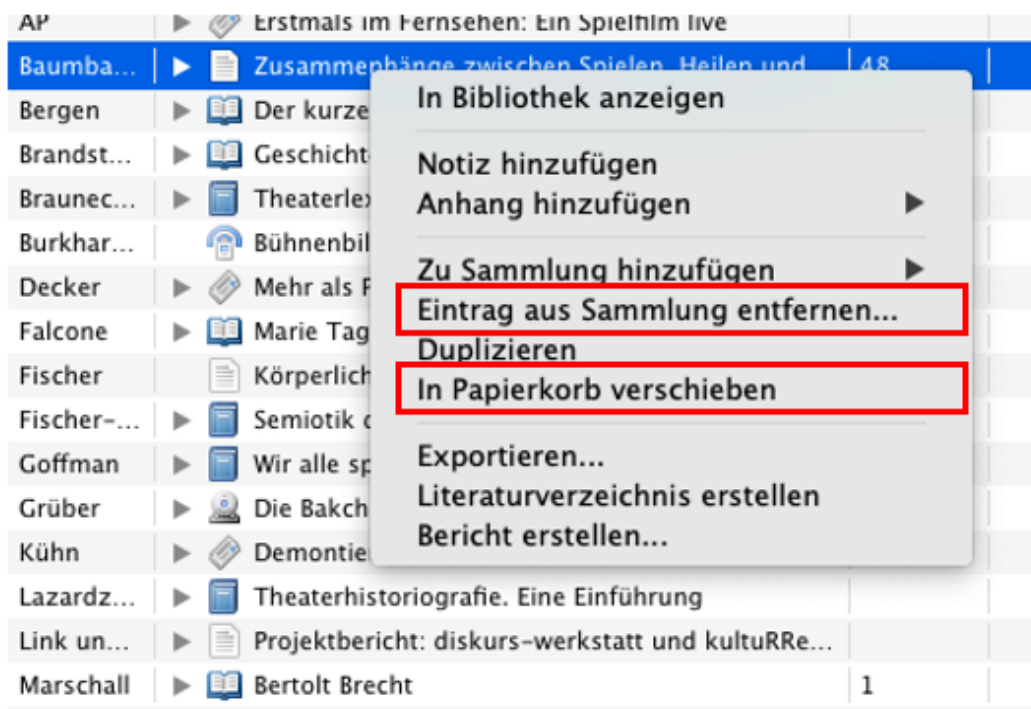 AP Erstmals im Fernsehen: Ein Spielfilm live
Baumba... Zusammenhänge zwischen Spielen, Heilen und 48
Bergen Der kurze
Brandst... Geschicht
Braunec... Theaterlex
Burkhar... Bühnenbil
Decker Mehr als
Falcone Marie Tag
Fischer Körperlich
Fischer-... Semiotik
Goffman Wir alle sp
Grüber Die Bakch
Kühn Demontie
Lazardz... Theaterhistoriografie. Eine Einführung
Link un... Projektbericht: diskurs-werkstatt und kultuRRe...
Marschall Bertolt Brecht 1
In Bibliothek anzeigen
Notiz hinzufügen
Anhang hinzufügen
Zu Sammlung hinzufügen
Eintrag aus Sammlung entfernen...
Duplizieren
In Papierkorb verschieben
Exportieren...
Literaturverzeichnis erstellen
Bericht erstellen...